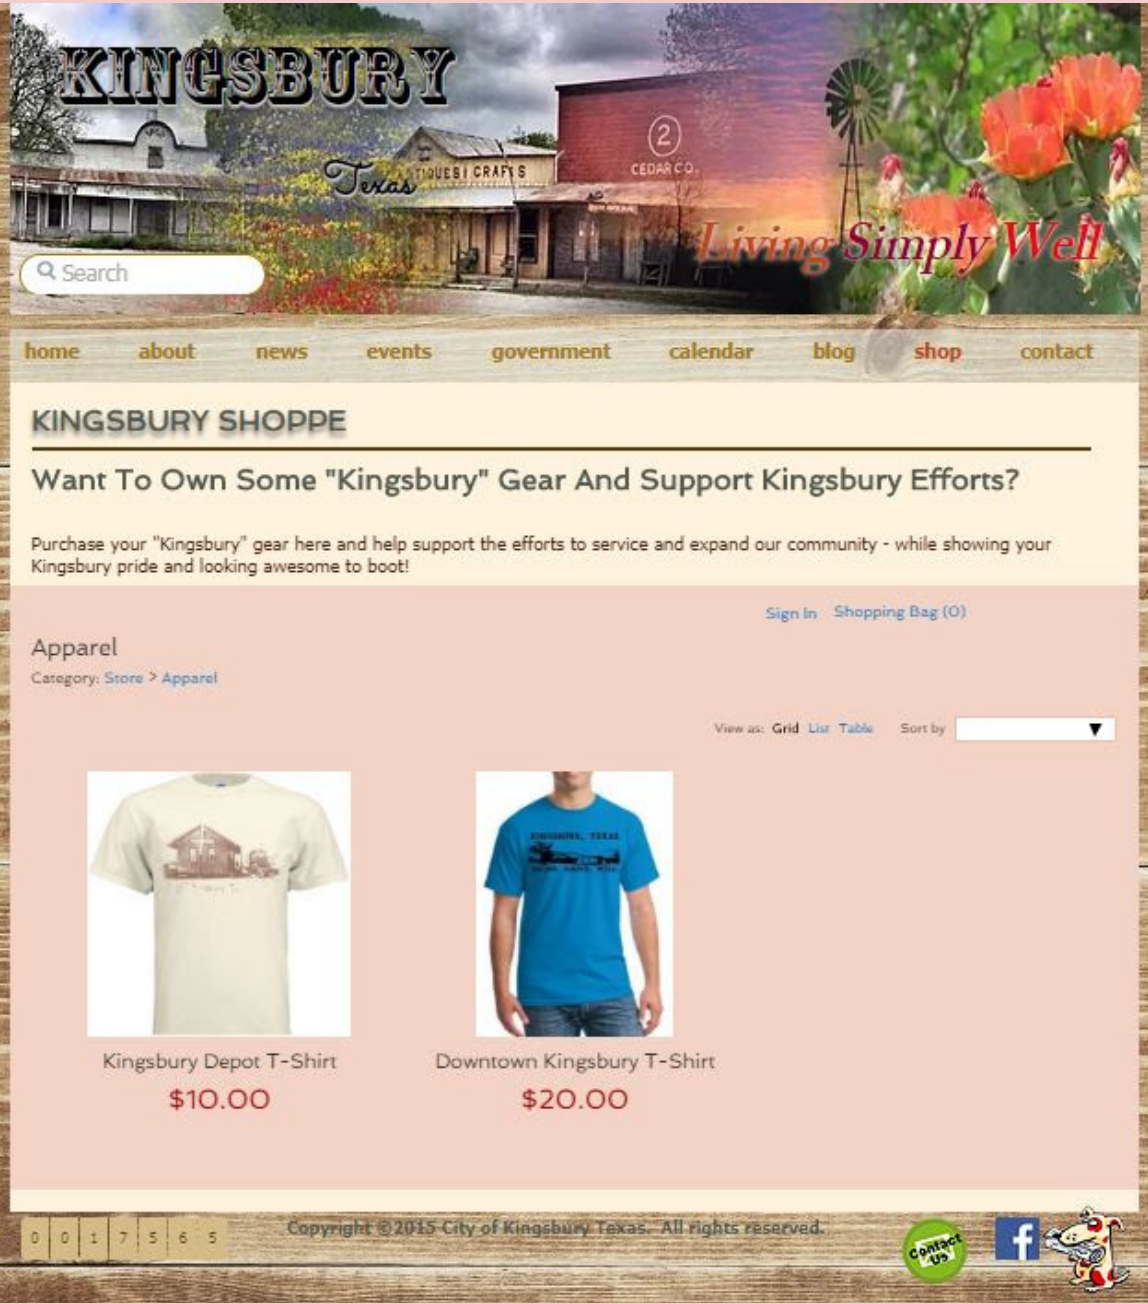 KINGSBURY
Texas
ANTIQUES & CRAFTS
2
CEDAR CO.
Living Simply Well
Search
home about news events government calendar blog shop contact
KINGSBURY SHOPPE
Want To Own Some "Kingsbury" Gear And Support Kingsbury Efforts?
Purchase your "Kingsbury" gear here and help support the efforts to service and expand our community - while showing your
Kingsbury pride and looking awesome to boot!
Sign In Shopping Bag (0)
Apparel
Category: Store > Apparel
View as: Grid List Table Sort by
KINGSBURY, TEXAS
Kingsbury Depot T-Shirt Downtown Kingsbury T-Shirt
$10.00 $20.00
0 0 1 7 5 6 5
Copyright ©2015 City of Kingsbury Texas. All rights reserved.
Contact
Us
f